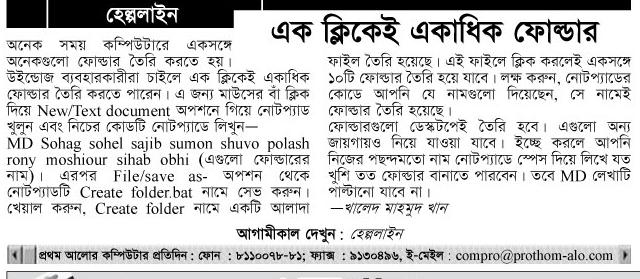 হেল্পলাইন
এক ক্লিকেই একাধিক ফোল্ডার
অনেক সময় কম্পিউটারে একসঙ্গে
অনেকগুলো ফোল্ডার তৈরি করতে হয়।
উইন্ডোজ ব্যবহারকারীরা চাইলে এক ক্লিকেই একাধিক
ফোল্ডার তৈরি করতে পারেন। এ জন্য মাউসের বাঁ ক্লিক
দিয়ে New/Text document অপশনে গিয়ে নোটপ্যাড
খুলুন এবং নিচের কোডটি নোটপ্যাডে লিখুন—
MD Sohag sohel sajib sumon shuvo polash
rony moshiour sihab obhi (এগুলো ফোল্ডারের
নাম)। এরপর File/save as- অপশন থেকে
নোটপ্যাডটি Create folder.bat নামে সেভ করুন।
খেয়াল করুন, Create folder নামে একটি আলাদা
ফাইল তৈরি হয়েছে। এই ফাইলে ক্লিক করলেই একসঙ্গে
১০টি ফোল্ডার তৈরি হয়ে যাবে। লক্ষ করুন, নোটপ্যাডের
কোডে আপনি যে নামগুলো দিয়েছেন, সে নামেই
ফোল্ডার তৈরি হয়েছে।
ফোল্ডারগুলো ডেস্কটপেই তৈরি হবে। এগুলো অন্য
জায়গায়ও নিয়ে যাওয়া যাবে। ইচ্ছে করলে আপনি
নিজের পছন্দমতো নাম নোটপ্যাডে স্পেস দিয়ে লিখে যত
খুশি তত ফোল্ডার বানাতে পারবেন। তবে MD লেখাটি
পাল্টানো যাবে না।
—খালেদ মাহমুদ খান
আগামীকাল দেখুন : হেল্পলাইন
প্রথম আলোর কম্পিউটার প্রতিদিন : ফোন : ৮১১০০৭৮-৮১; ফ্যাক্স : ৯১৩০৪৯৬, ই-মেইল : compro@prothom-alo.com